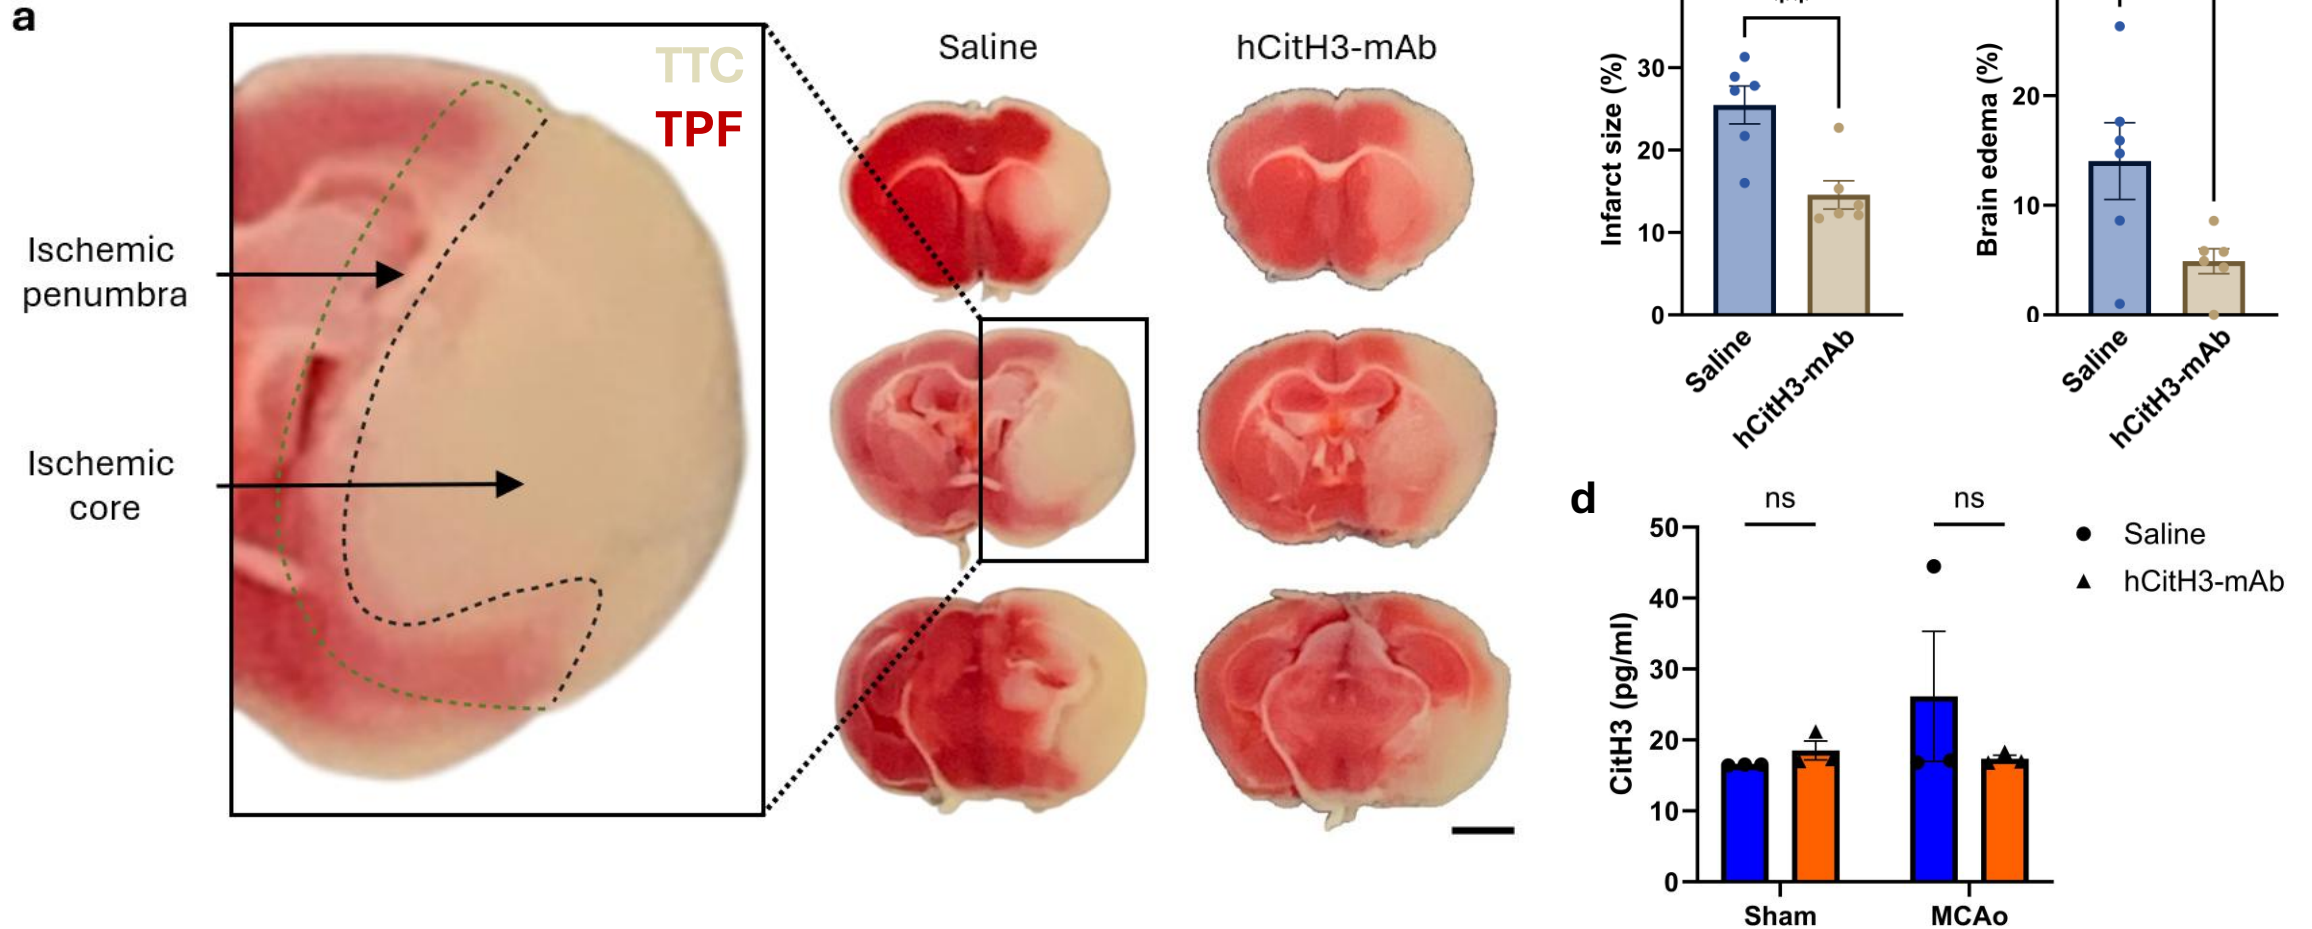 a
TTC
TPF
Ischemic
penumbra
Ischemic
core
Saline
hCitH3-mAb
Infarct size (%)
30
20
10
0
Saline
hCitH3-mAb
Brain edema (%)
20
10
0
Saline
hCitH3-mAb
d
ns
ns
Saline
hCitH3-mAb
CitH3 (pg/ml)
50
40
30
20
10
0
Sham
MCAo